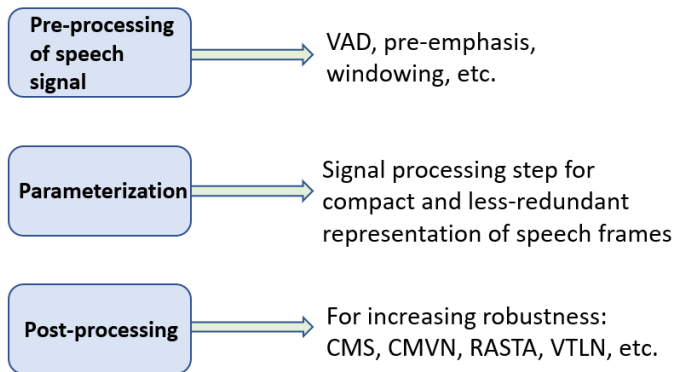 Pre-processing
of speech
signal
VAD, pre-emphasis,
windowing, etc.
Parameterization
Signal processing step for
compact and less-redundant
representation of speech frames
Post-processing
For increasing robustness:
CMS, CMVN, RASTA, VTLN, etc.